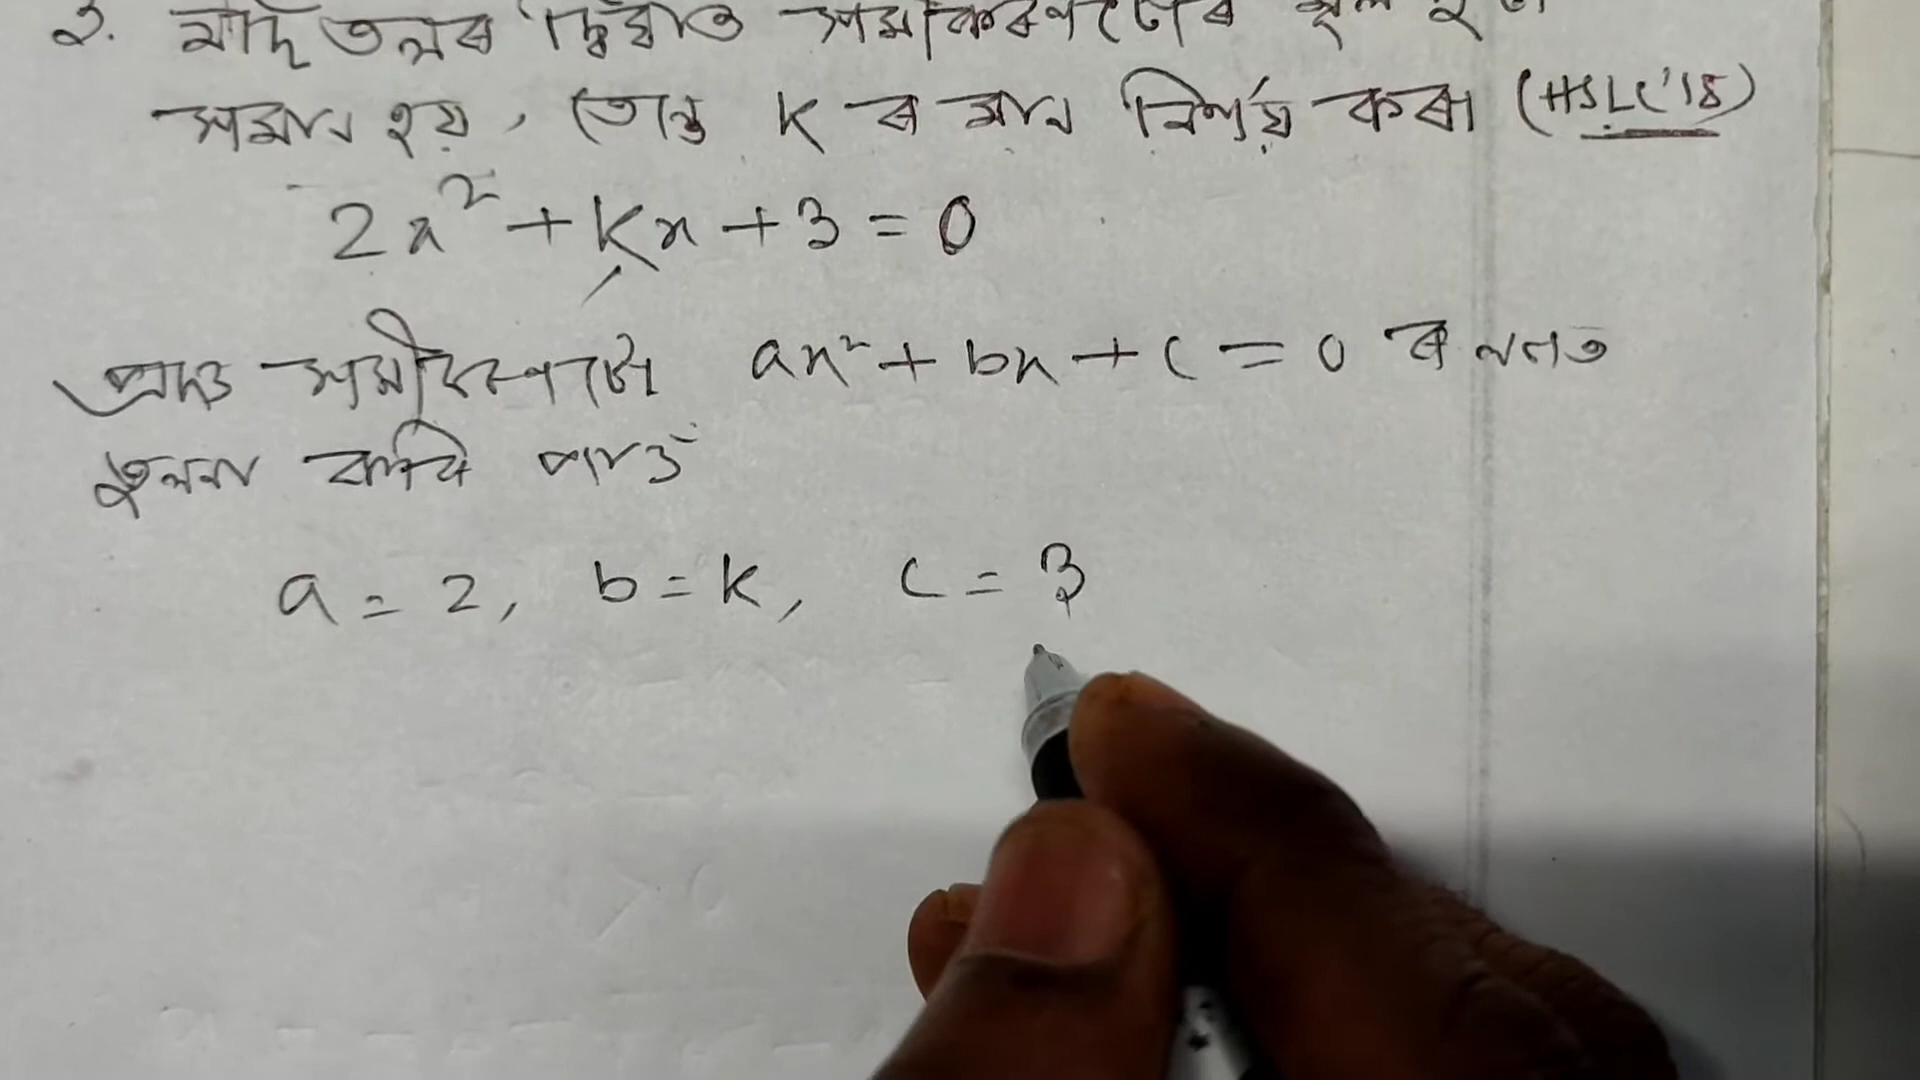 ২. যদি তলৰ দ্বিঘাত সমীকৰণটোৰ মূল দুটা
সমান হয়, তেন্তে k ৰ মান নিৰ্ণয় কৰা। (HSLC'18)
2x² + kx + 3 = 0
প্ৰদত্ত সমীকৰণটো ax² + bx + c = 0 ৰ লগত
তুলনা কৰি পাওঁ
a = 2, b = k, c = 3